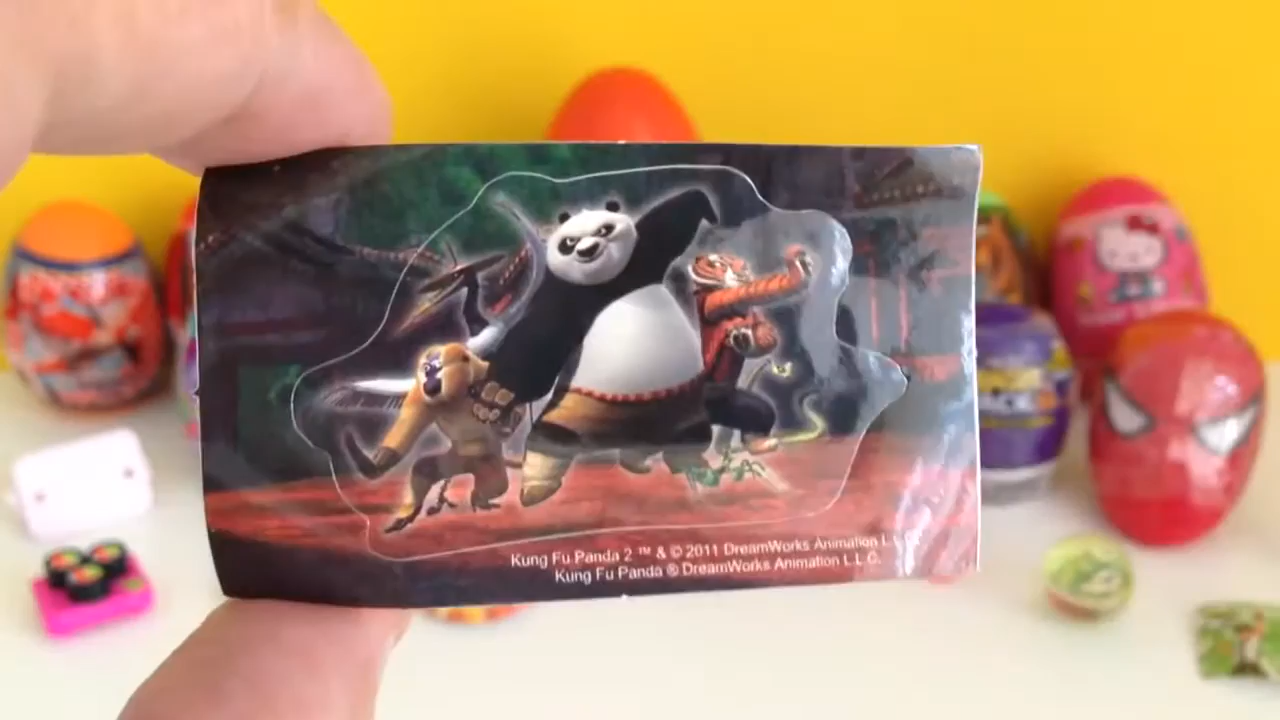 Kung Fu Panda 2 ™ & © 2011 DreamWorks Animation L.L.C.
Kung Fu Panda ® DreamWorks Animation L.L.C.